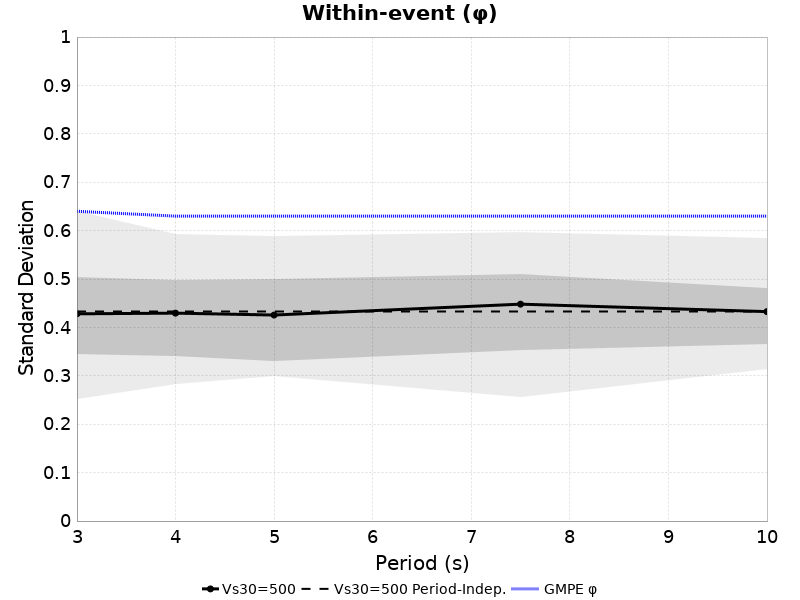 Within-event (φ)
1
0.9
0.8
0.7
0.6
0.5
0.4
0.3
0.2
0.1
0
Standard Deviation
3 4 5 6 7 8 9 10
Period (s)
Vs30=500 Vs30=500 Period-Indep. GMPE φ